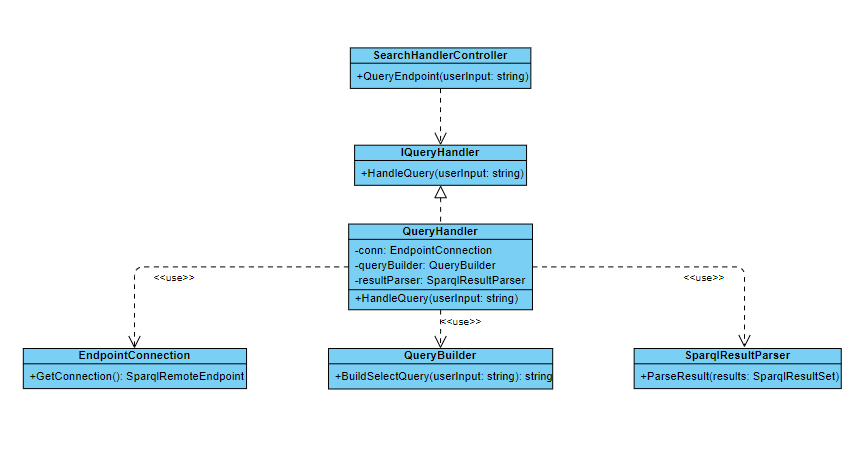 SearchHandlerController
+QueryEndpoint(userInput: string)
IQueryHandler
+HandleQuery(userInput: string)
QueryHandler
-conn: EndpointConnection
-queryBuilder: QueryBuilder
-resultParser: SparqlResultParser
+HandleQuery(userInput: string)
<<use>>
<<use>>
<<use>>
EndpointConnection
+GetConnection(): SparqlRemoteEndpoint
QueryBuilder
+BuildSelectQuery(userInput: string): string
SparqlResultParser
+ParseResult(results: SparqlResultSet)